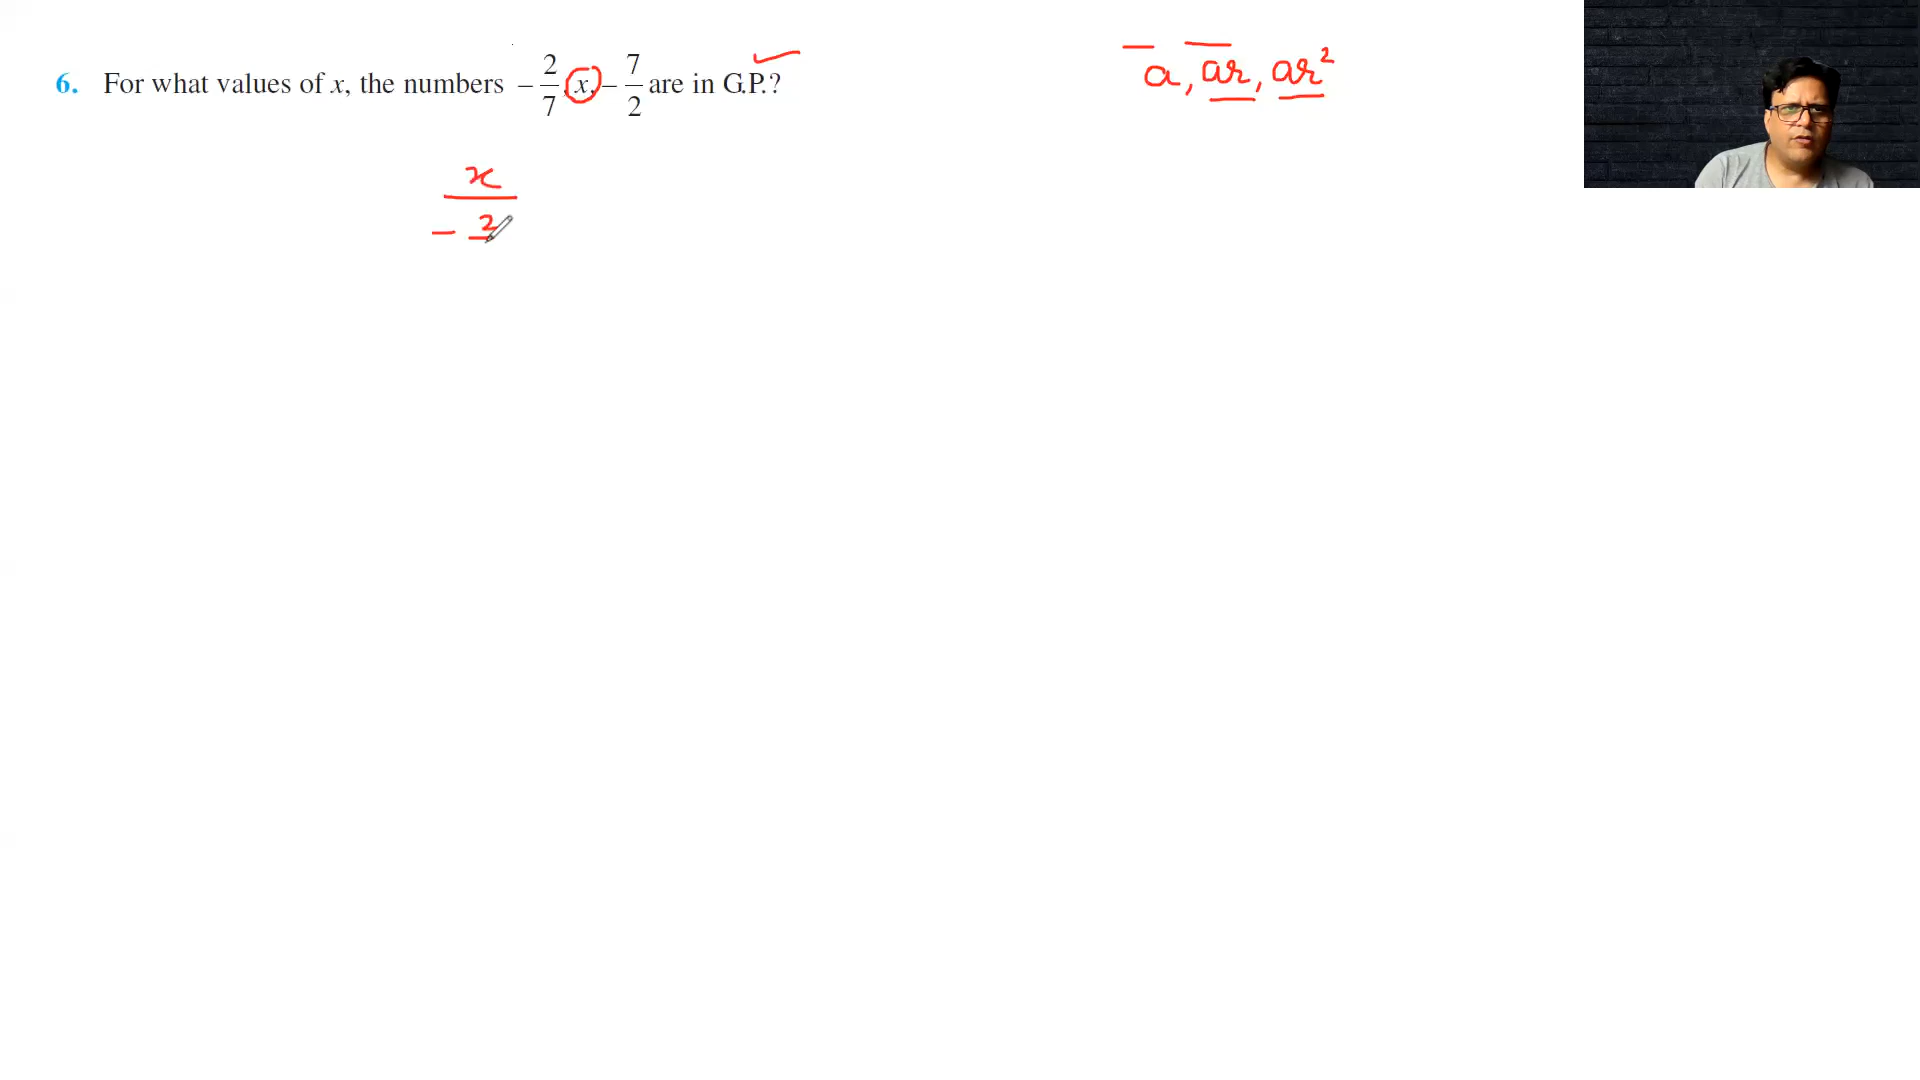 6. For what values of x, the numbers –2/7, x, –7/2 are in G.P.?
a, ar, ar²
x
– 2